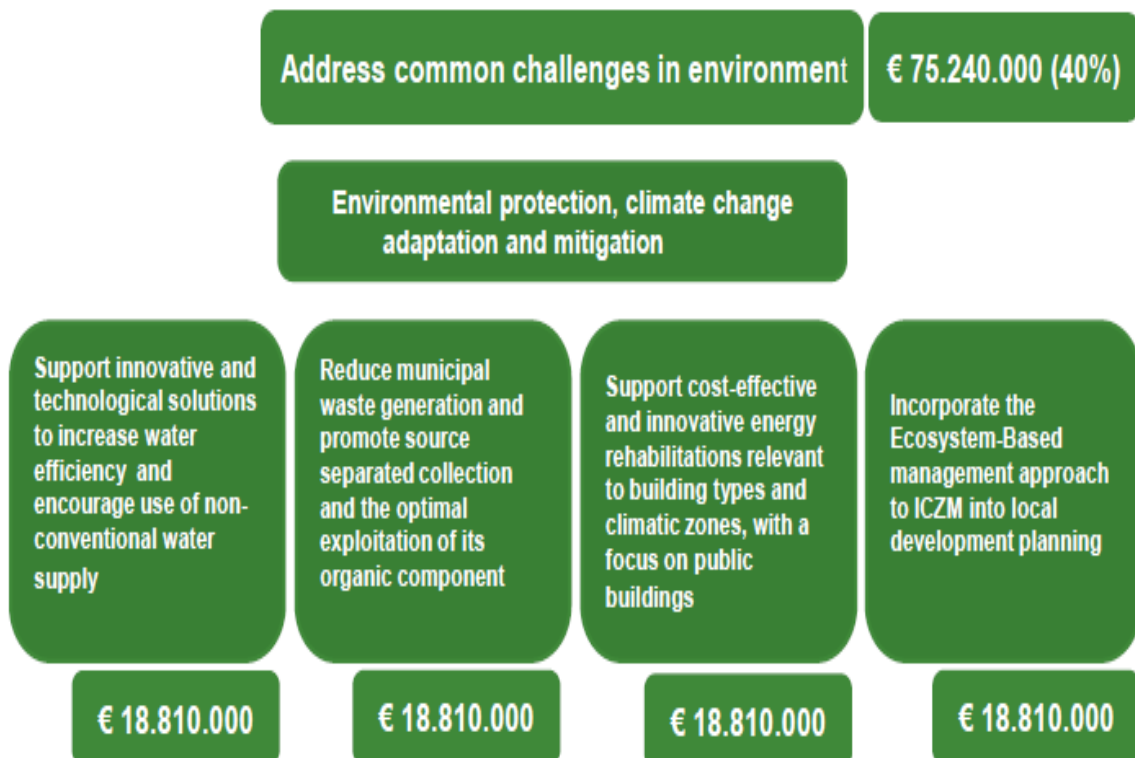 Address common challenges in environment
€ 75.240.000 (40%)
Environmental protection, climate change
adaptation and mitigation
Support innovative and
technological solutions
to increase water
efficiency and
encourage use of non-
conventional water
supply
Reduce municipal
waste generation and
promote source
separated collection
and the optimal
exploitation of its
organic component
Support cost-effective
and innovative energy
rehabilitations relevant
to building types and
climatic zones, with a
focus on public
buildings
Incorporate the
Ecosystem-Based
management approach
to ICZM into local
development planning
€ 18.810.000
€ 18.810.000
€ 18.810.000
€ 18.810.000